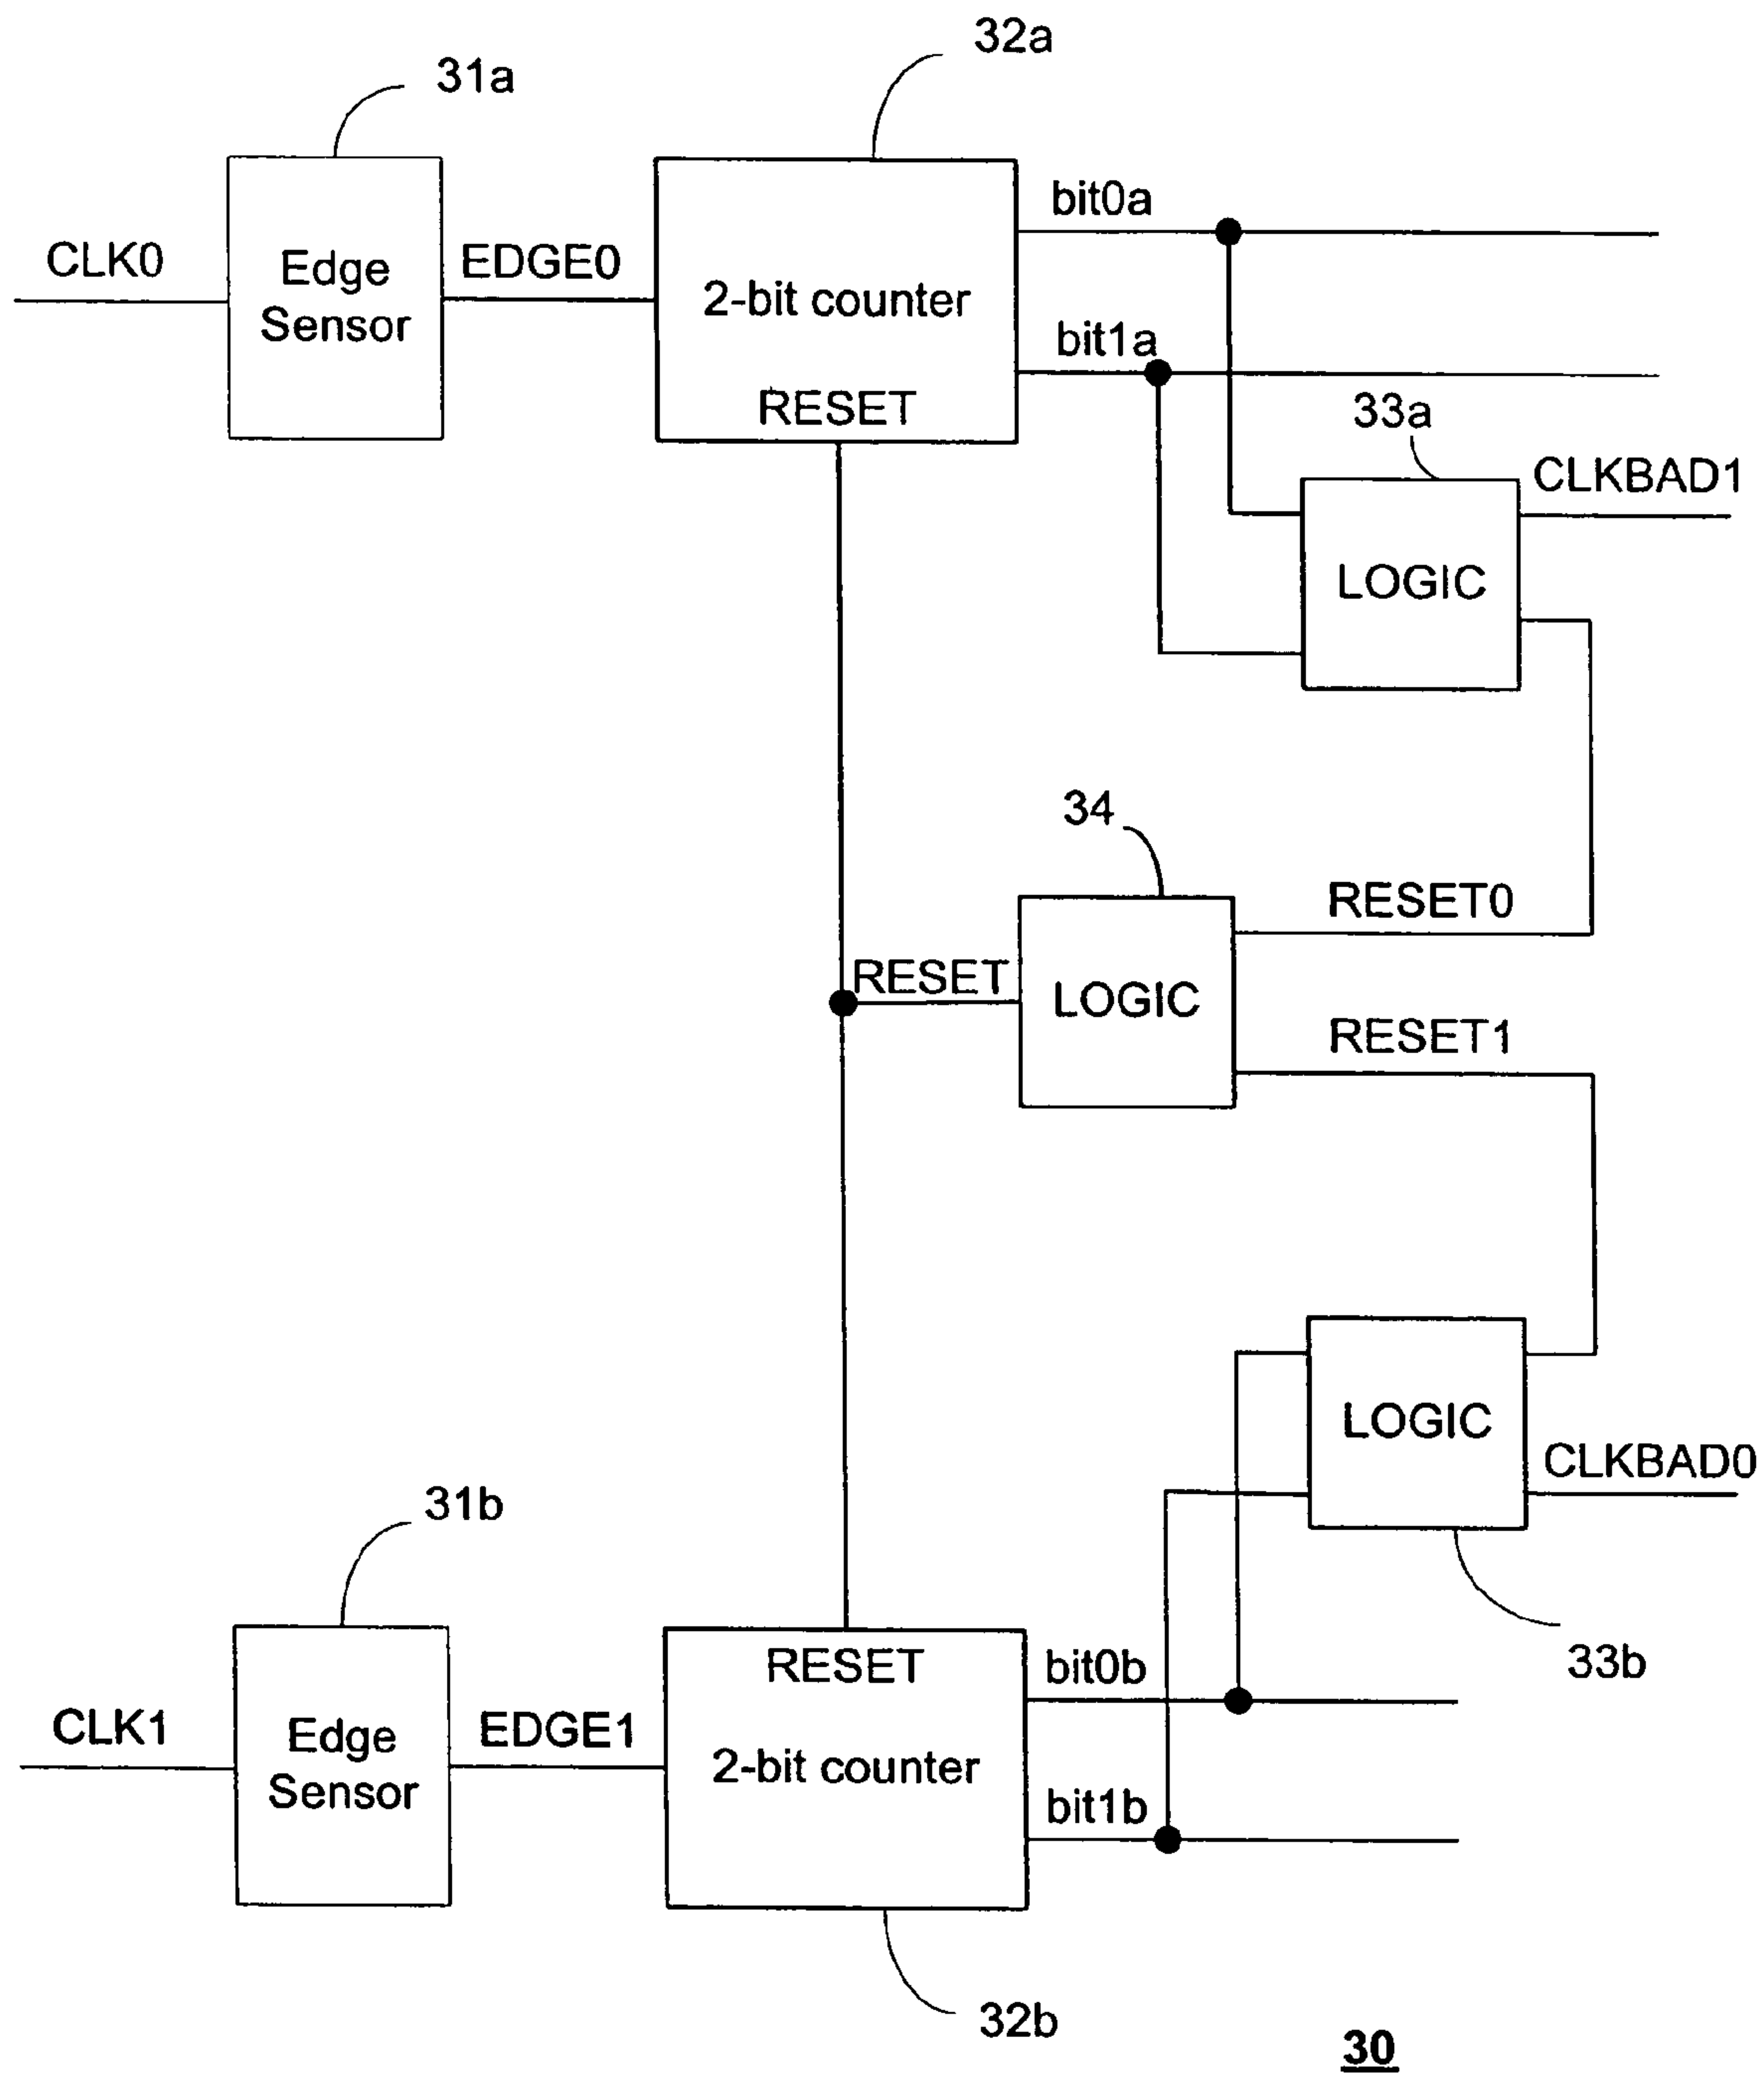 32a
31a
bit0a
CLK0
Edge
Sensor
EDGE0
2-bit counter
bit1a
RESET
33a
CLKBAD1
LOGIC
34
RESET0
RESET
LOGIC
RESET1
LOGIC
CLKBAD0
31b
RESET
bit0b
33b
CLK1
Edge
Sensor
EDGE1
2-bit counter
bit1b
32b
30